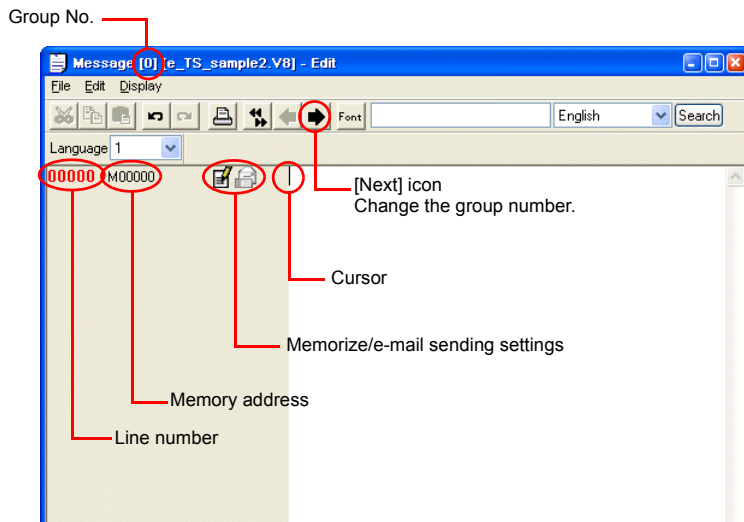 Group No.
Message [0] [e_TS_sample2.V8] - Edit
File Edit Display
Font English Search
Language 1
00000 M00000
[Next] icon
Change the group number.
Cursor
Memorize/e-mail sending settings
Memory address
Line number